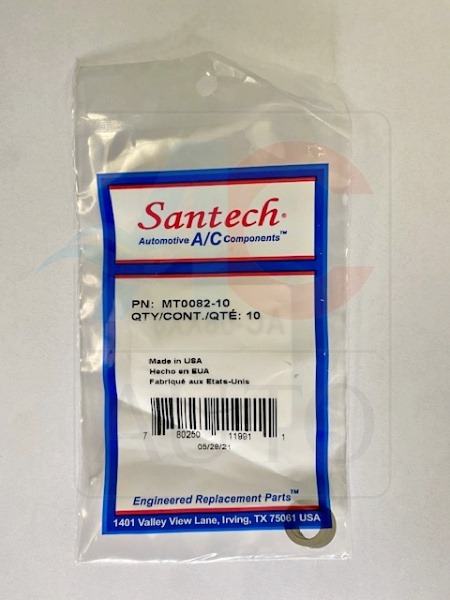 Santech®
Automotive A/C Components™
PN: MT0082-10
QTY/CONT./QTÉ: 10
Made in USA
Hecho en EUA
Fabriqué aux Etats-Unis
7 80250 11991 1
05/28/21
Engineered Replacement Parts™
1401 Valley View Lane, Irving, TX 75061 USA
AC
AUTO